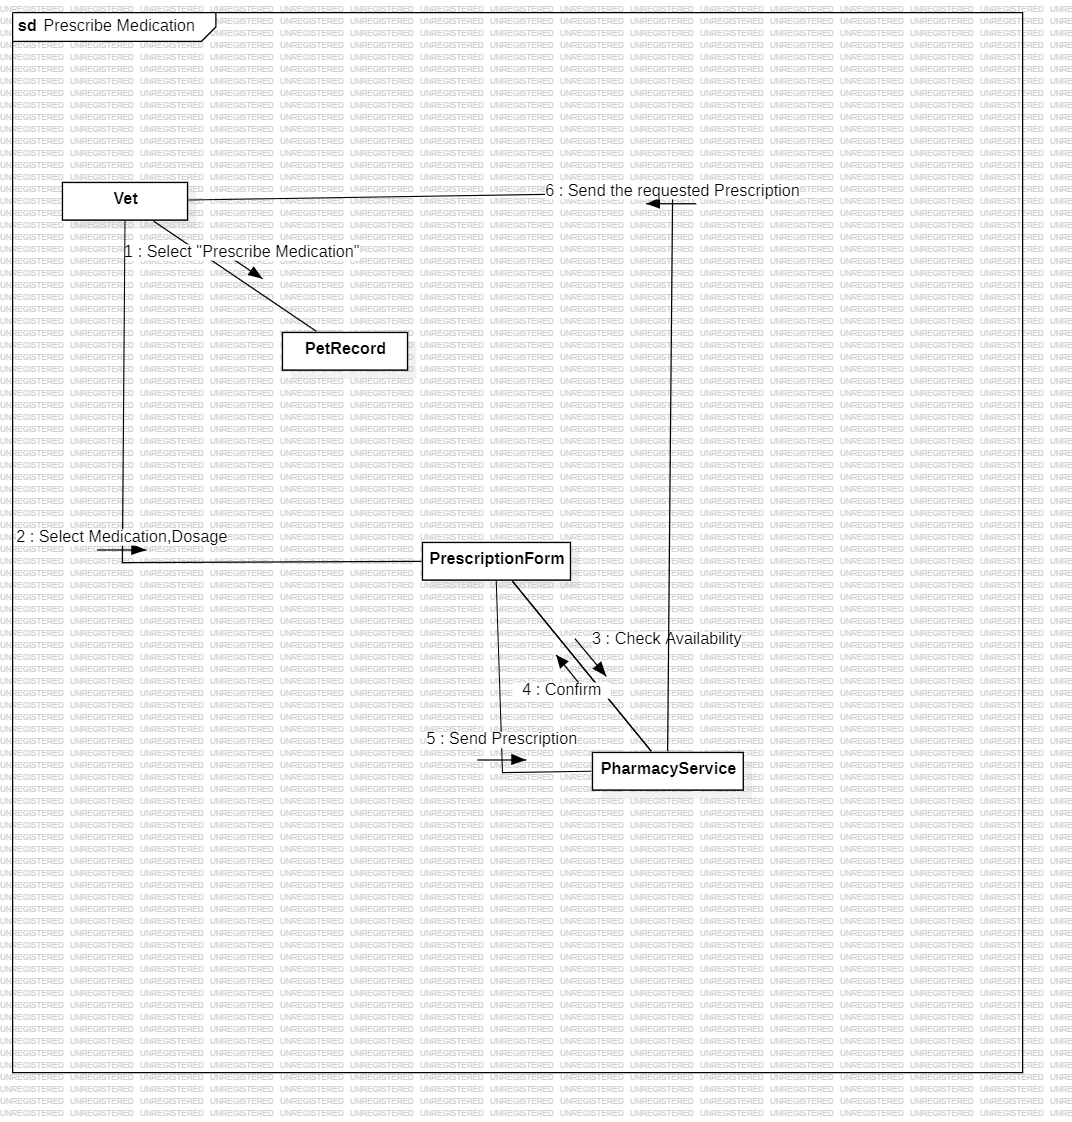 sd Prescribe Medication
Vet
6 : Send the requested Prescription
1 : Select "Prescribe Medication"
PetRecord
2 : Select Medication,Dosage
PrescriptionForm
3 : Check Availability
4 : Confirm
5 : Send Prescription
PharmacyService
UNREGISTERED